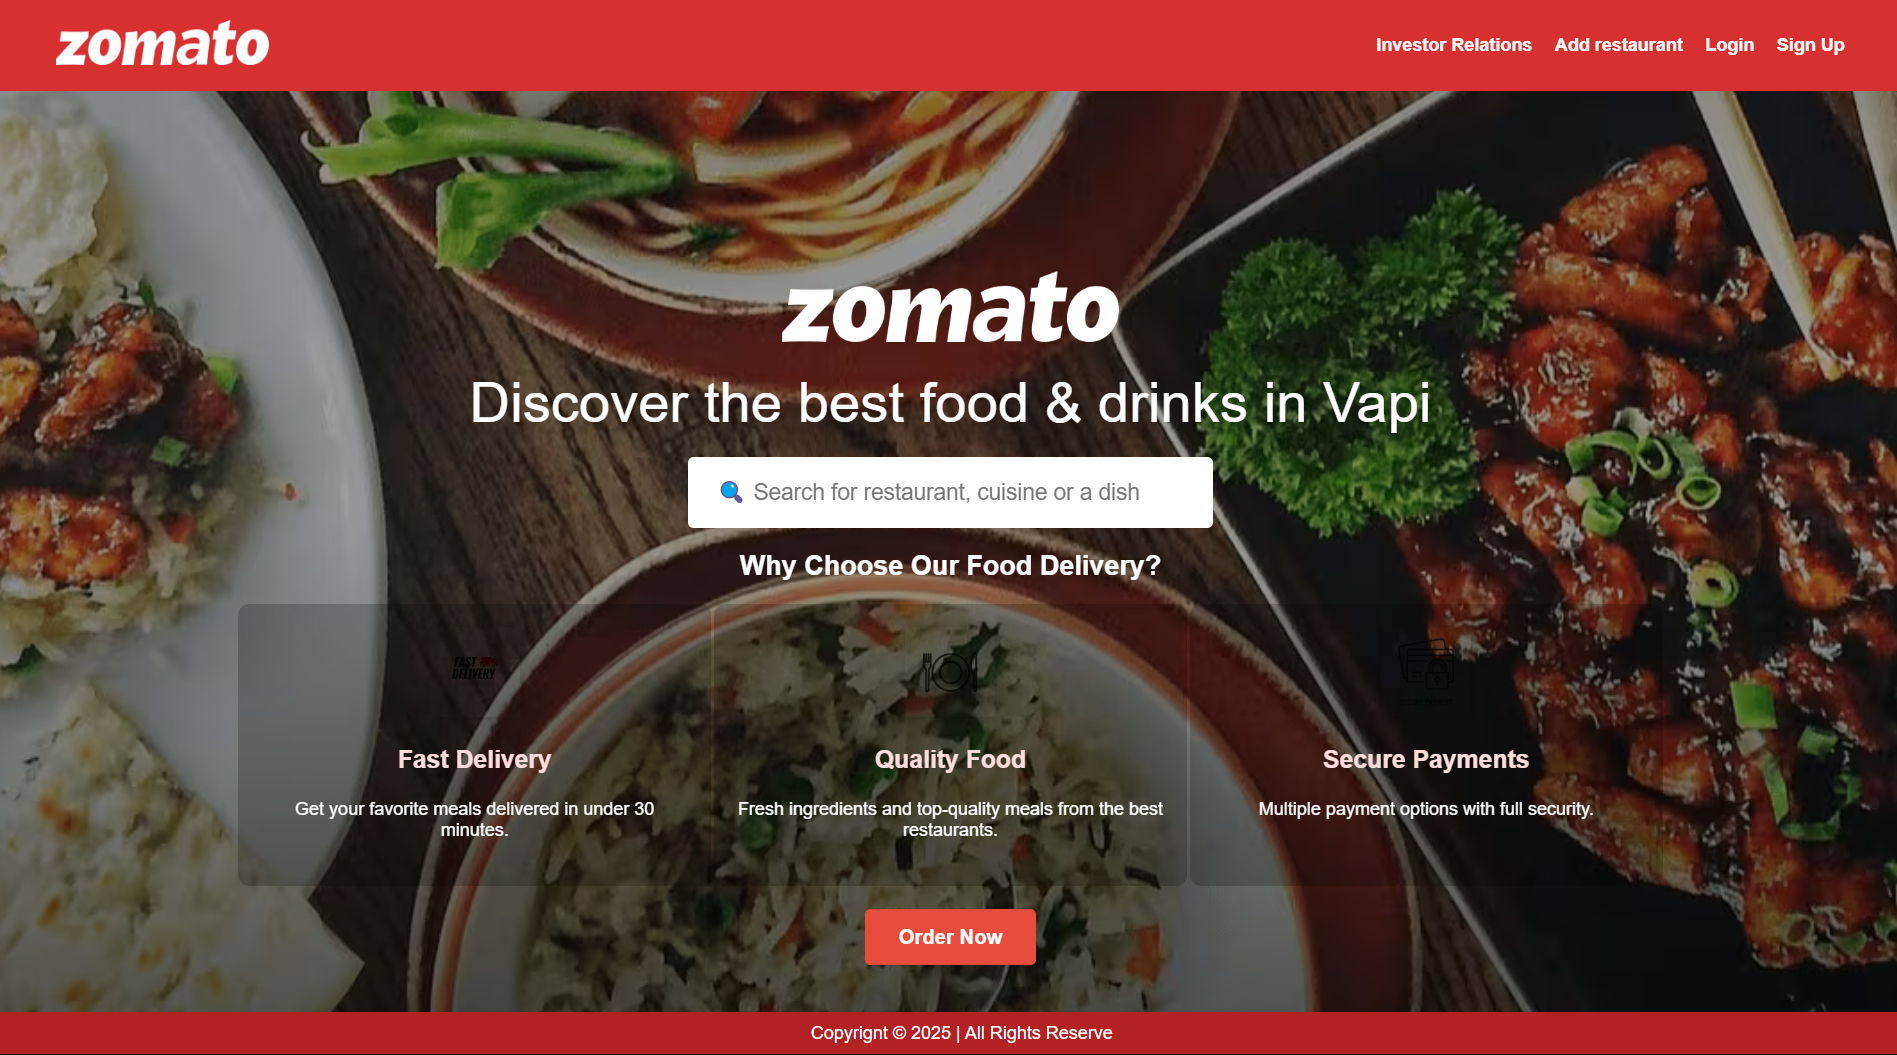 zomato
Investor Relations Add restaurant Login Sign Up
zomato
Discover the best food & drinks in Vapi
🔍 Search for restaurant, cuisine or a dish
Why Choose Our Food Delivery?
FAST
DELIVERY
Fast Delivery
Get your favorite meals delivered in under 30
minutes.
Quality Food
Fresh ingredients and top-quality meals from the best
restaurants.
Secure Payments
Multiple payment options with full security.
Order Now
Copyrignt © 2025 | All Rights Reserve